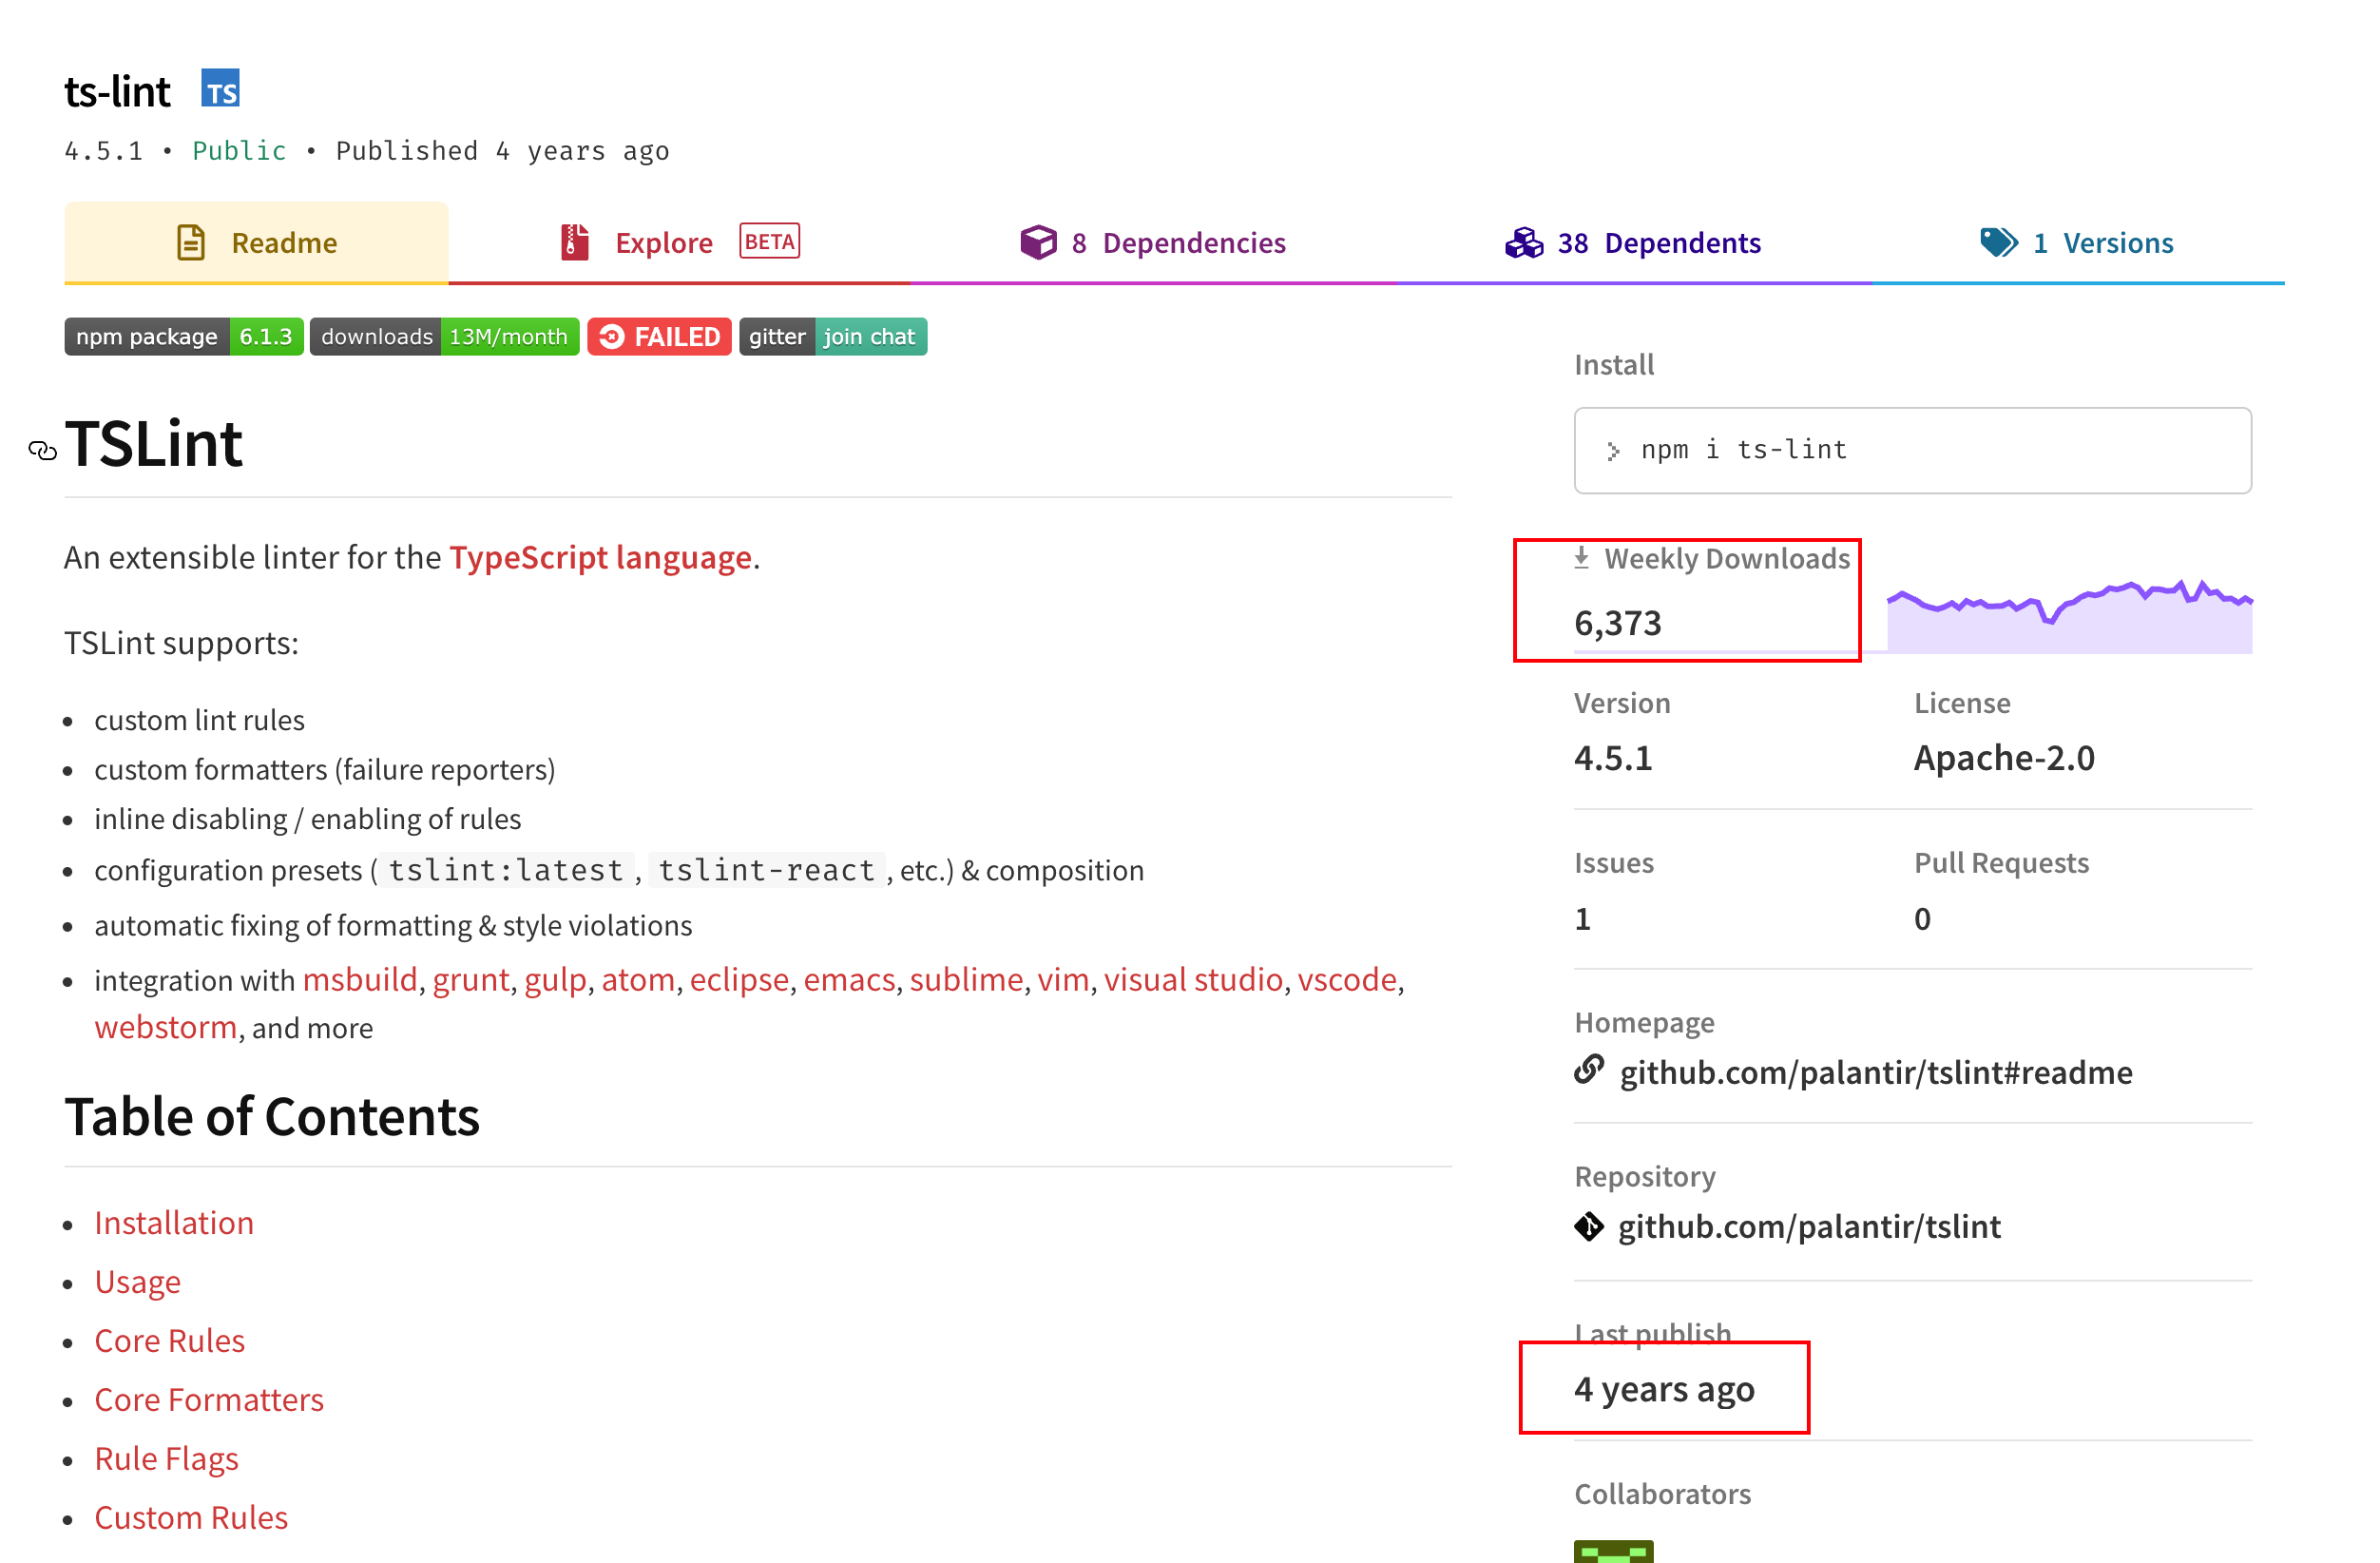 ts-lint TS
4.5.1 • Public • Published 4 years ago
Readme
Explore BETA
8 Dependencies
38 Dependents
1 Versions
npm package 6.1.3 downloads 13M/month FAILED gitter join chat
TSLint
An extensible linter for the TypeScript language.
TSLint supports:
• custom lint rules
• custom formatters (failure reporters)
• inline disabling / enabling of rules
• configuration presets (tslint:latest, tslint-react, etc.) & composition
• automatic fixing of formatting & style violations
• integration with msbuild, grunt, gulp, atom, eclipse, emacs, sublime, vim, visual studio, vscode,
webstorm, and more
Table of Contents
• Installation
• Usage
• Core Rules
• Core Formatters
• Rule Flags
• Custom Rules
Install
npm i ts-lint
Weekly Downloads
6,373
Version
4.5.1
License
Apache-2.0
Issues
1
Pull Requests
0
Homepage
github.com/palantir/tslint#readme
Repository
github.com/palantir/tslint
Last publish
4 years ago
Collaborators